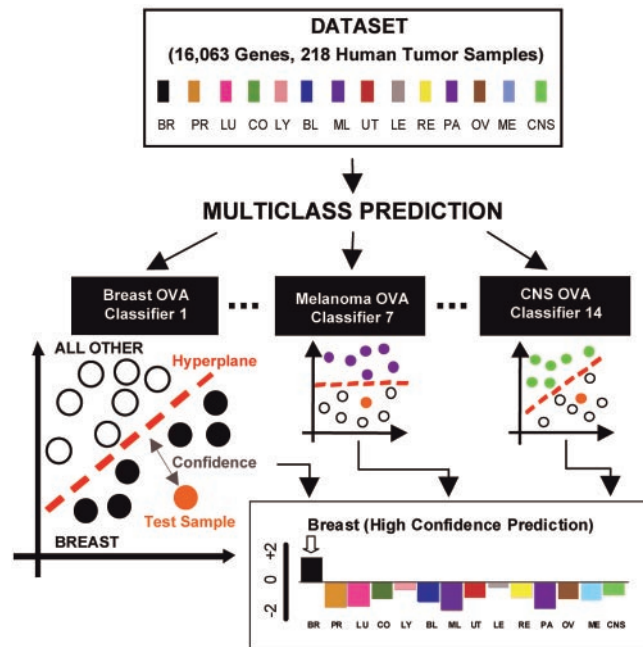 DATASET
(16,063 Genes, 218 Human Tumor Samples)
BR PR LU CO LY BL ML UT LE RE PA OV ME CNS
MULTICLASS PREDICTION
Breast OVA
Classifier 1
...
Melanoma OVA
Classifier 7
...
CNS OVA
Classifier 14
ALL OTHER
Hyperplane
Confidence
Test Sample
BREAST
Breast (High Confidence Prediction)
+2
0
-2
BR PR LU CO LY BL ML UT LE RE PA OV ME CNS